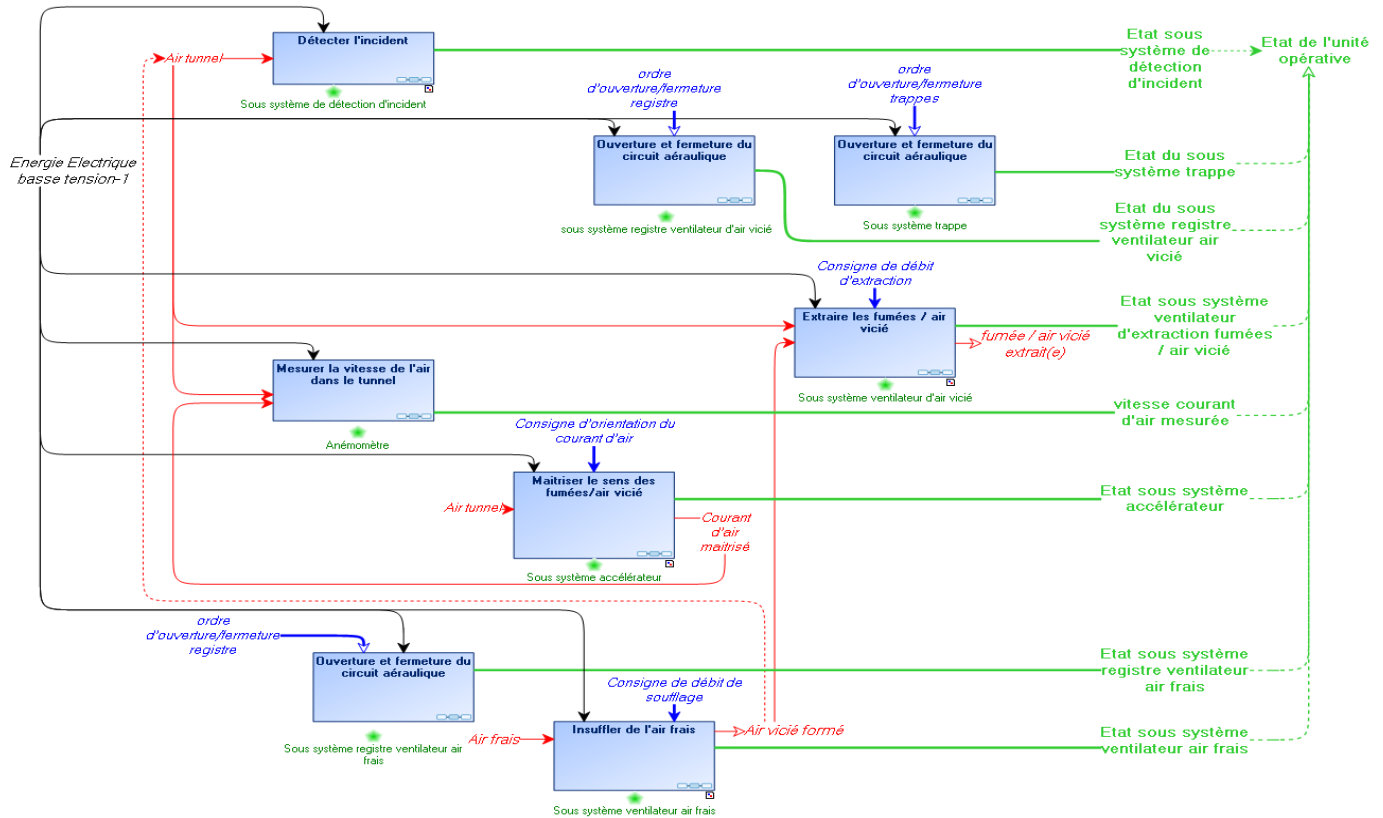 Détecter l'incident
Air tunnel
Sous système de détection d'incident
Etat sous
système de
détection
d'incident
Etat de l'unité
opérative
ordre
d'ouverture/fermeture
registre
ordre
d'ouverture/fermeture
trappes
Energie Electrique
basse tension-1
Ouverture et fermeture du
circuit aéraulique
sous système registre ventilateur d'air vicié
Ouverture et fermeture du
circuit aéraulique
Sous système trappe
Etat du sous
système trappe
Etat du sous
système registre
ventilateur air
vicié
Consigne de débit
d'extraction
Extraire les fumées / air
vicié
Sous système ventilateur d'air vicié
fumée / air vicié
extrait(e)
Etat sous système
ventilateur
d'extraction fumées
/ air vicié
Mesurer la vitesse de l'air
dans le tunnel
Anémomètre
vitesse courant
d'air mesurée
Consigne d'orientation du
courant d'air
Maitriser le sens des
fumées/air vicié
Air tunnel
Courant
d'air
maitrisé
Sous système accélérateur
Etat sous système
accélérateur
ordre
d'ouverture/fermeture
registre
Ouverture et fermeture du
circuit aéraulique
Sous système registre ventilateur air
frais
Etat sous système
registre ventilateur
air frais
Consigne de débit de
soufflage
Air frais
Insuffler de l'air frais
Air vicié formé
Sous système ventilateur air frais
Etat sous système
ventilateur air frais